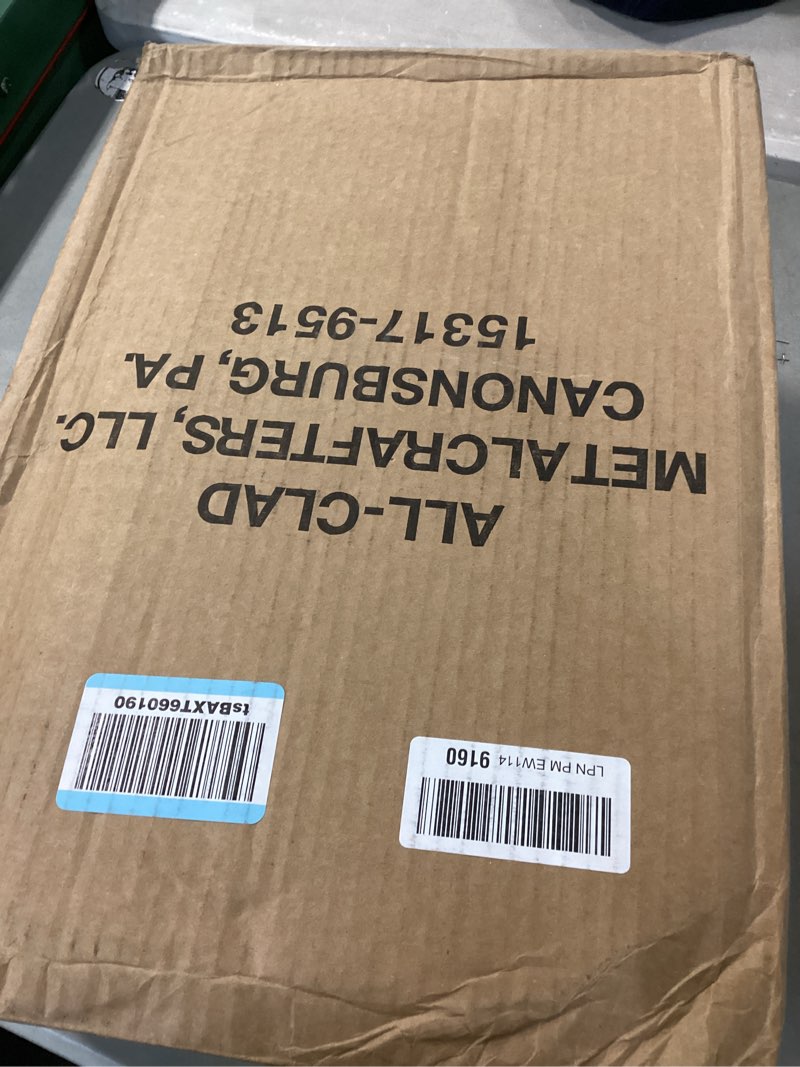 ALL-CLAD
METALCRAFTERS, LLC.
CANONSBURG, PA.
15317-9513
LPN PM EW114 9160
tsBAXT660190